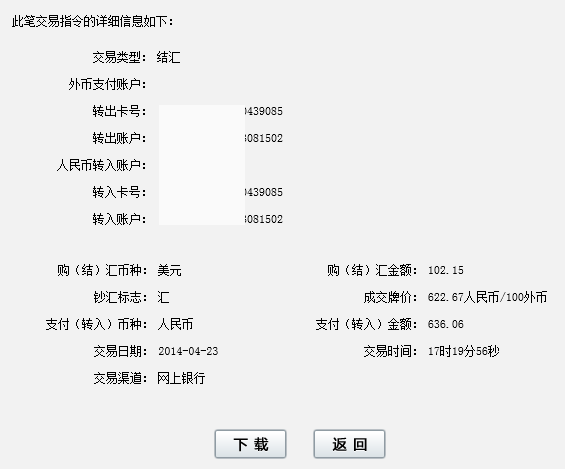 此笔交易指令的详细信息如下：
交易类型： 结汇
外币支付账户：
转出卡号： 0439085
转出账户： 3081502
人民币转入账户：
转入卡号： 0439085
转入账户： 3081502
购（结）汇币种： 美元 购（结）汇金额： 102.15
钞汇标志： 汇 成交牌价： 622.67人民币/100外币
支付（转入）币种： 人民币 支付（转入）金额： 636.06
交易日期： 2014-04-23 交易时间： 17时19分56秒
交易渠道： 网上银行
下 载 返 回